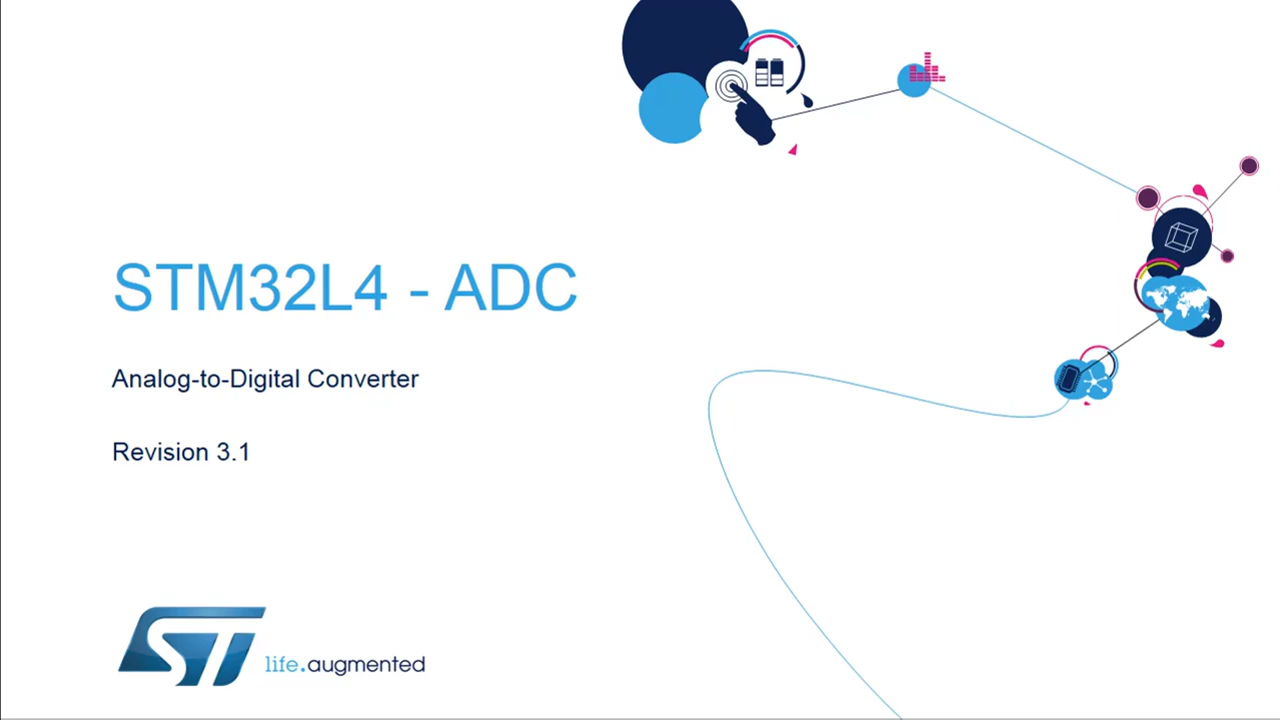 STM32L4 - ADC
Analog-to-Digital Converter
Revision 3.1
ST life.augmented